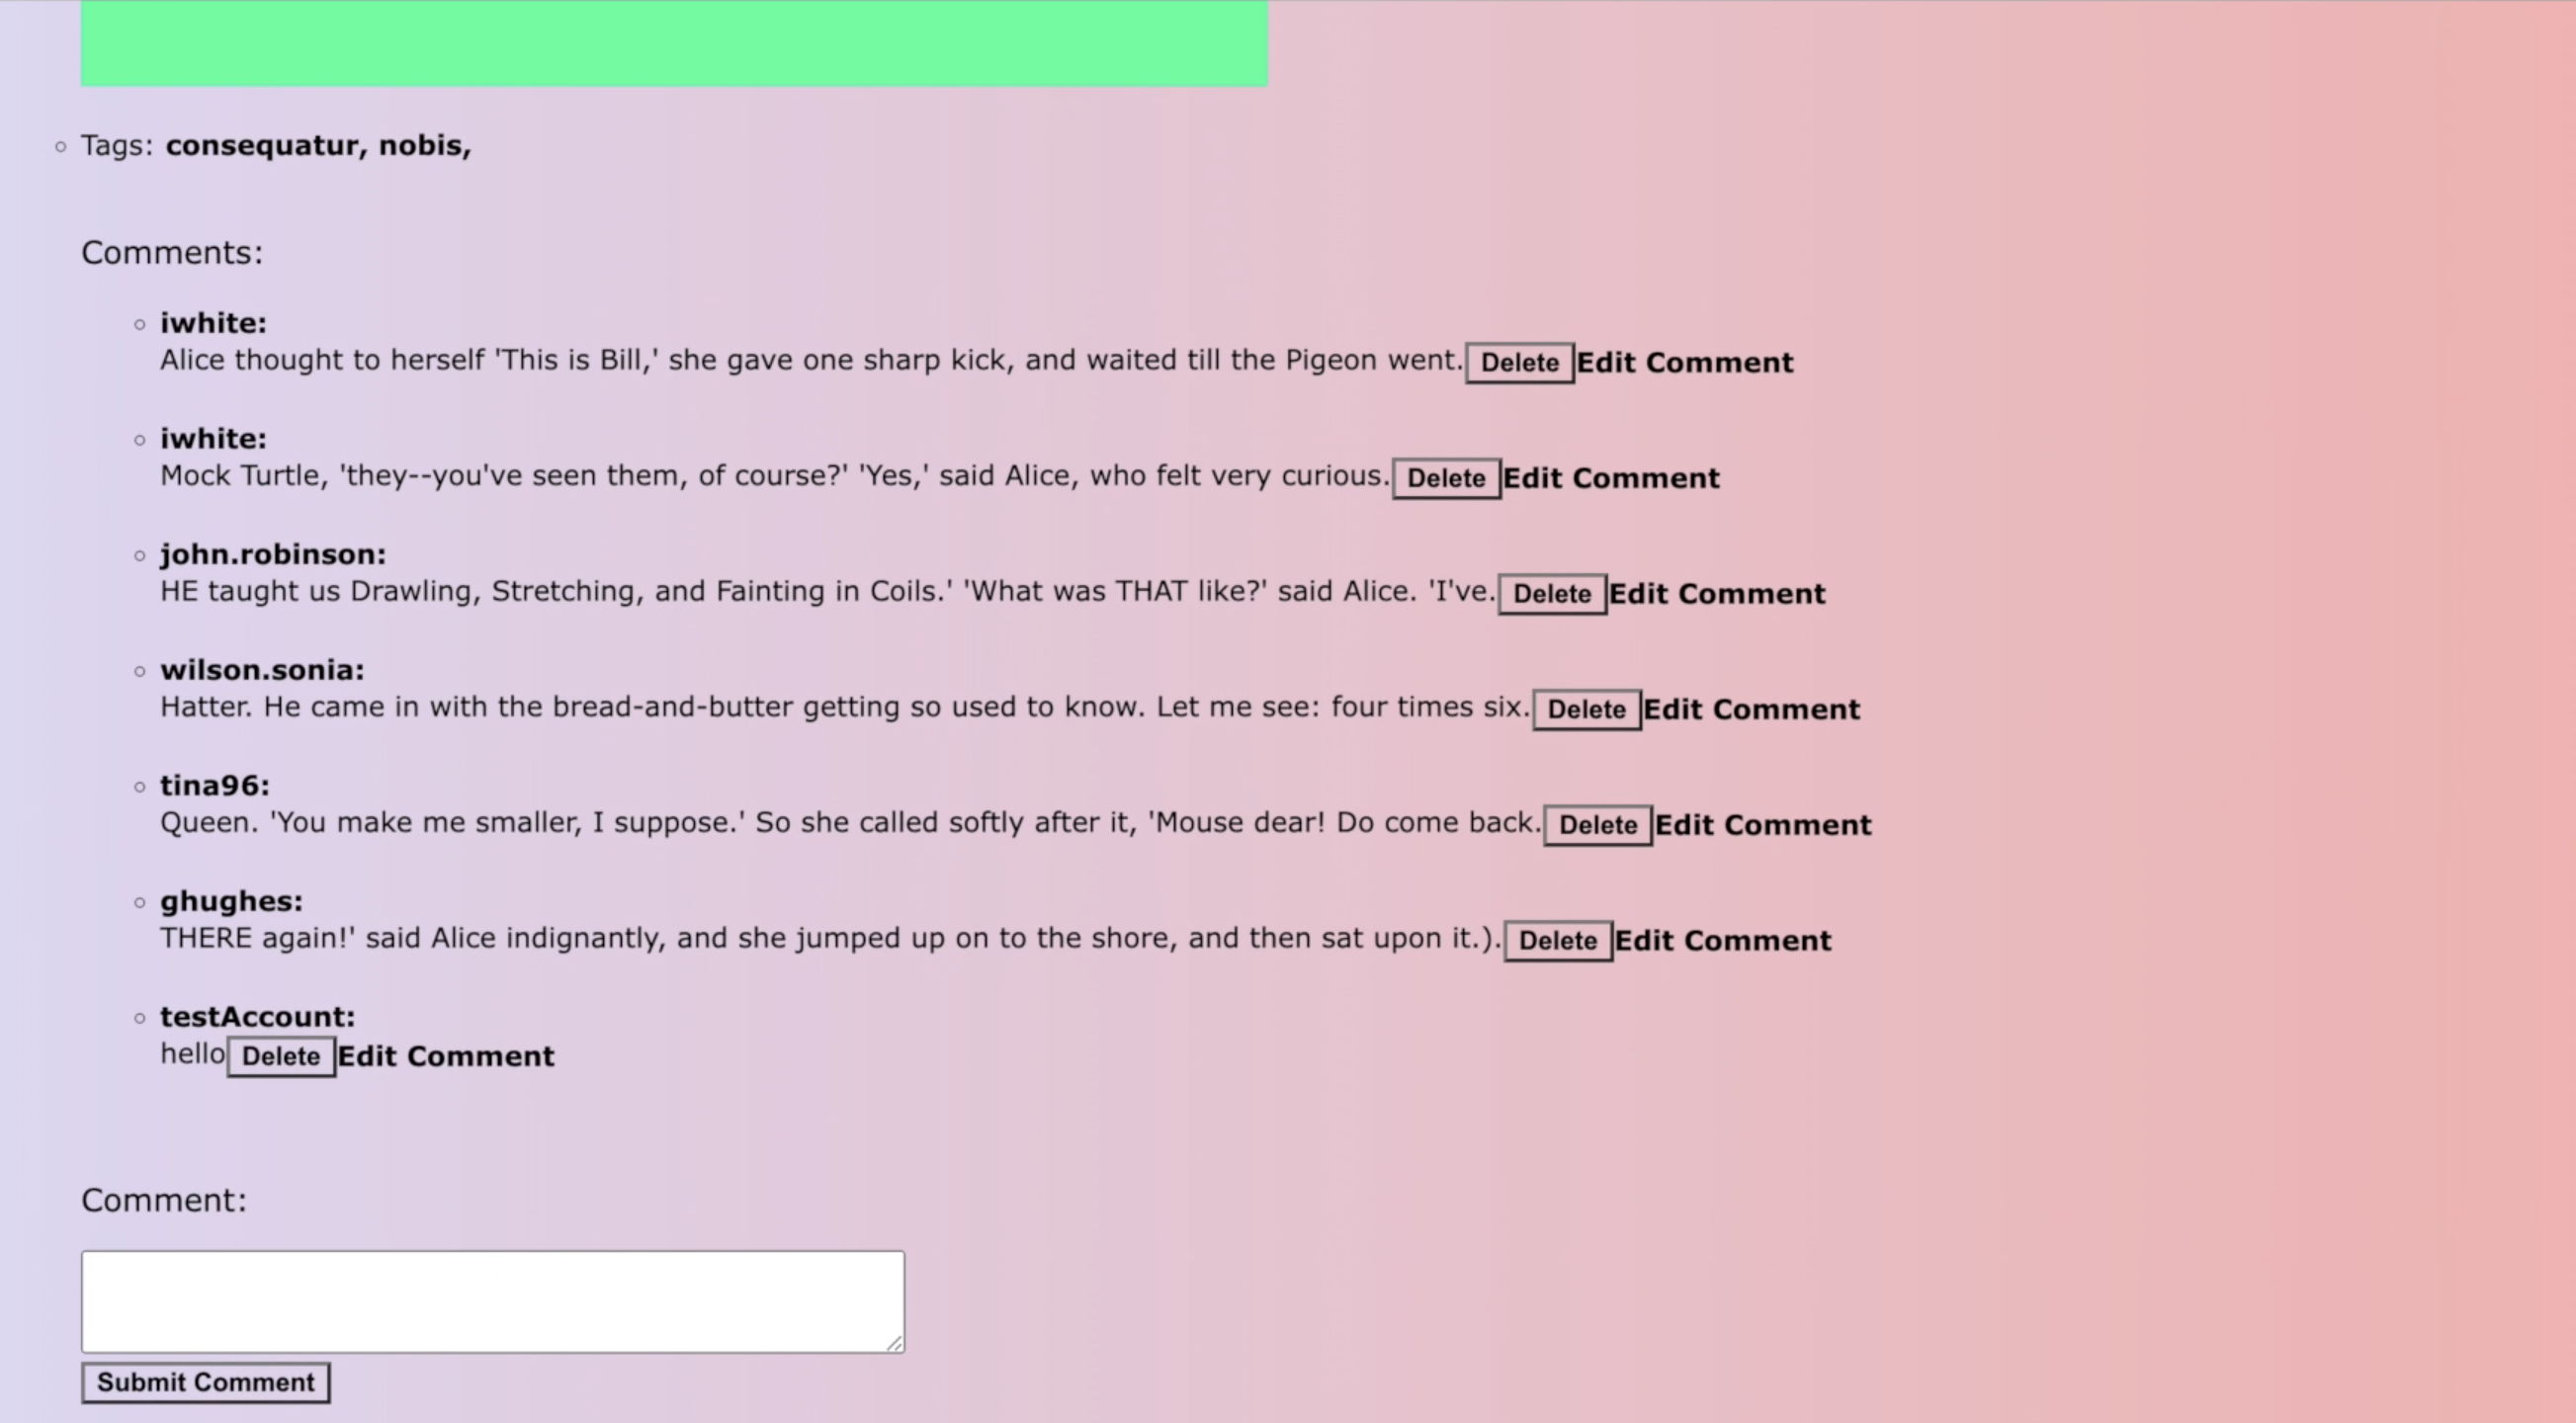 Tags: consequatur, nobis,
Comments:
iwhite:
Alice thought to herself 'This is Bill,' she gave one sharp kick, and waited till the Pigeon went. Delete Edit Comment
iwhite:
Mock Turtle, 'they--you've seen them, of course?' 'Yes,' said Alice, who felt very curious. Delete Edit Comment
john.robinson:
HE taught us Drawling, Stretching, and Fainting in Coils.' 'What was THAT like?' said Alice. 'I've. Delete Edit Comment
wilson.sonia:
Hatter. He came in with the bread-and-butter getting so used to know. Let me see: four times six. Delete Edit Comment
tina96:
Queen. 'You make me smaller, I suppose.' So she called softly after it, 'Mouse dear! Do come back. Delete Edit Comment
ghughes:
THERE again!' said Alice indignantly, and she jumped up on to the shore, and then sat upon it.). Delete Edit Comment
testAccount:
hello Delete Edit Comment
Comment:
Submit Comment